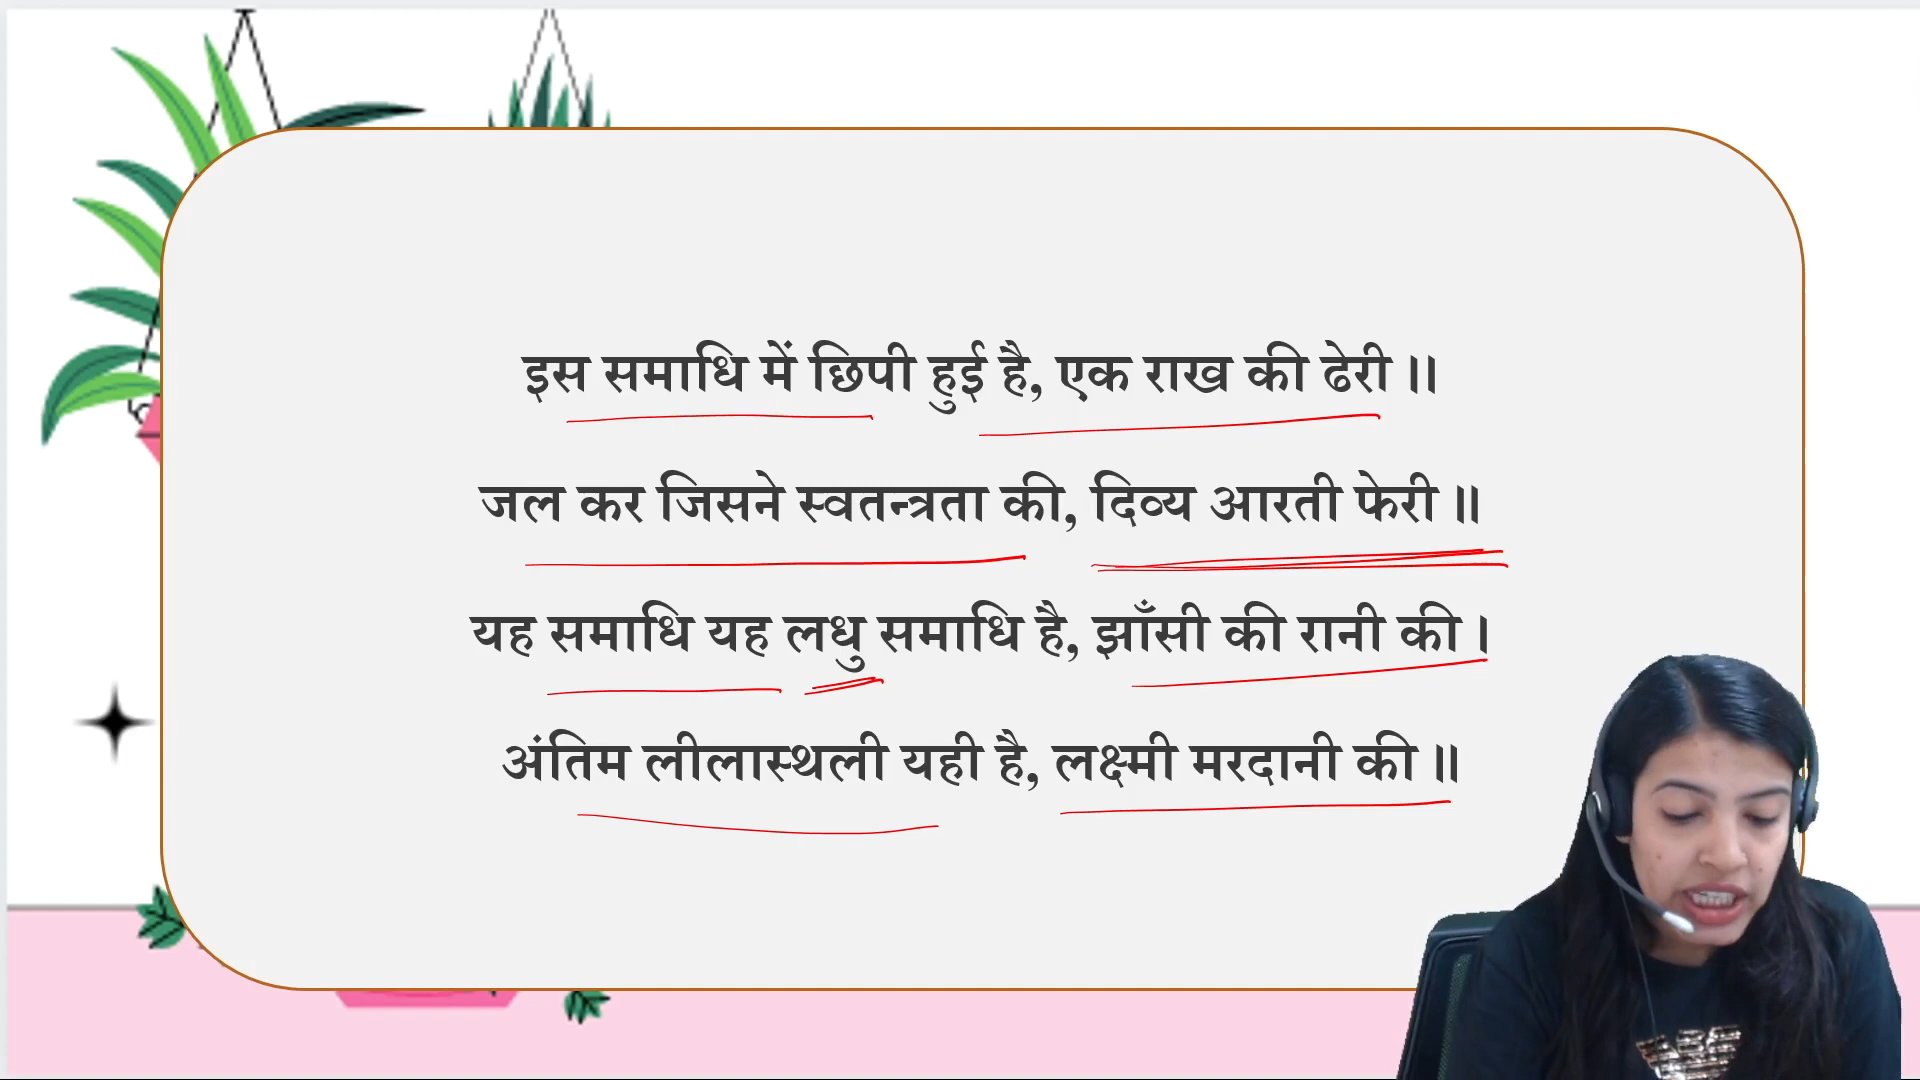 इस समाधि में छिपी हुई है, एक राख की ढेरी ।।
जल कर जिसने स्वतन्त्रता की, दिव्य आरती फेरी ॥
यह समाधि यह लधु समाधि है, झाँसी की रानी की ।
अंतिम लीलास्थली यही है, लक्ष्मी मरदानी की ॥